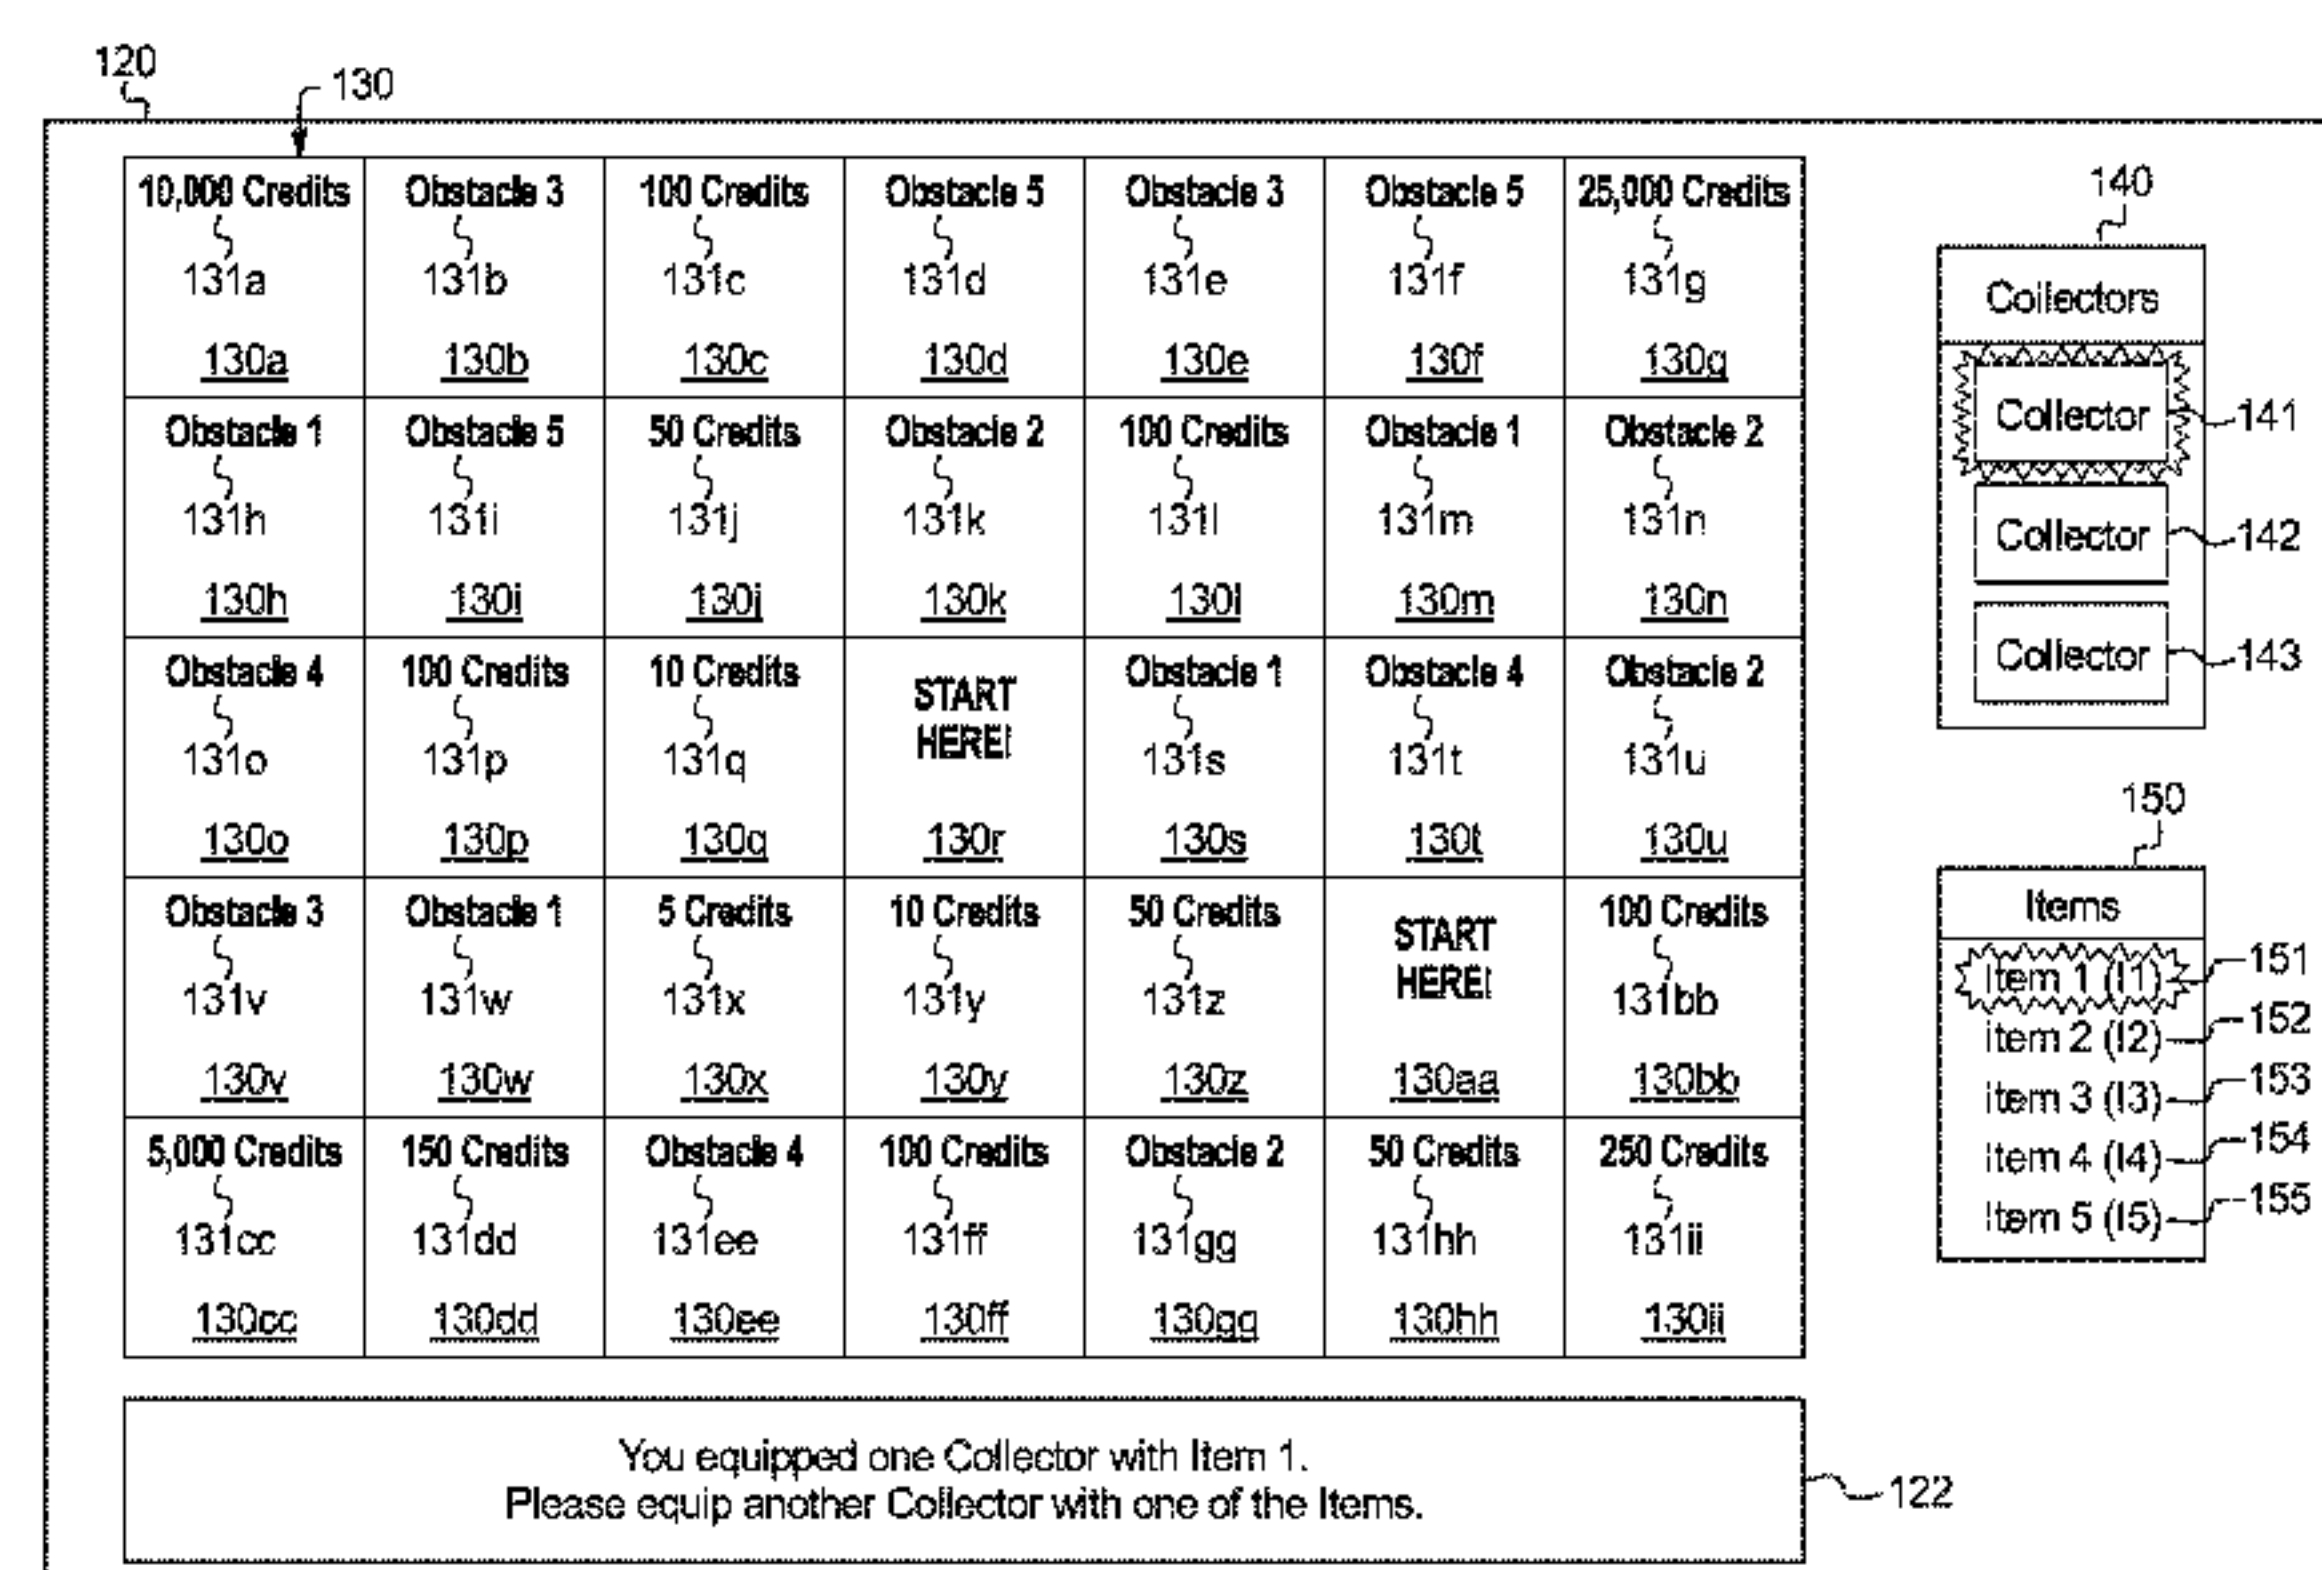 120
130
10,000 Credits Obstacle 3 100 Credits Obstacle 5 Obstacle 3 Obstacle 5 25,000 Credits
131a 131b 131c 131d 131e 131f 131g
130a 130b 130c 130d 130e 130f 130g
Obstacle 1 Obstacle 5 50 Credits Obstacle 2 100 Credits Obstacle 1 Obstacle 2
131h 131i 131j 131k 131l 131m 131n
130h 130i 130j 130k 130l 130m 130n
Obstacle 4 100 Credits 10 Credits START HERE! Obstacle 1 Obstacle 4 Obstacle 2
131o 131p 131q 131s 131t 131u
130o 130p 130q 130r 130s 130t 130u
Obstacle 3 Obstacle 1 5 Credits 10 Credits 50 Credits START HERE! 100 Credits
131v 131w 131x 131y 131z 131bb
130v 130w 130x 130y 130z 130aa 130bb
5,000 Credits 150 Credits Obstacle 4 100 Credits Obstacle 2 50 Credits 250 Credits
131cc 131dd 131ee 131ff 131gg 131hh 131ii
130cc 130dd 130ee 130ff 130gg 130hh 130ii
140
Collectors
Collector 141
Collector 142
Collector 143
150
Items
Item 1 (I1) 151
Item 2 (I2) 152
Item 3 (I3) 153
Item 4 (I4) 154
Item 5 (I5) 155
You equipped one Collector with Item 1.
Please equip another Collector with one of the Items.
122